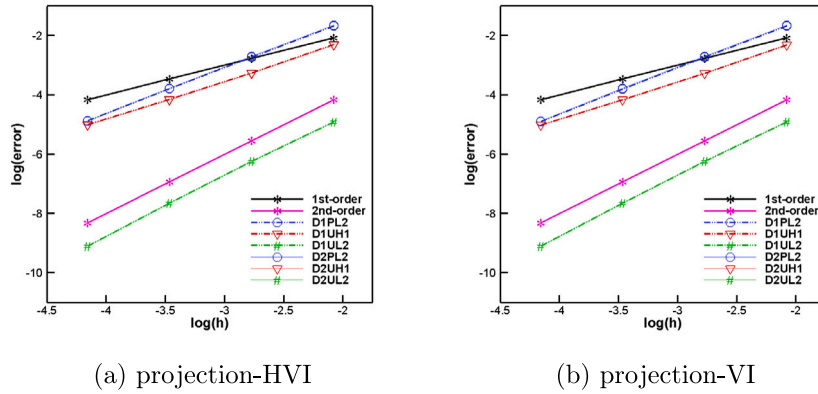 -2
-4
-6
-8
-10
log(error)
1st-order
2nd-order
D1PL2
D1UH1
D1UL2
D2PL2
D2UH1
D2UL2
-4.5
-4
-3.5
-3
-2.5
-2
log(h)
(a) projection-HVI
-2
-4
-6
-8
-10
log(error)
1st-order
2nd-order
D1PL2
D1UH1
D1UL2
D2PL2
D2UH1
D2UL2
-4.5
-4
-3.5
-3
-2.5
-2
log(h)
(b) projection-VI